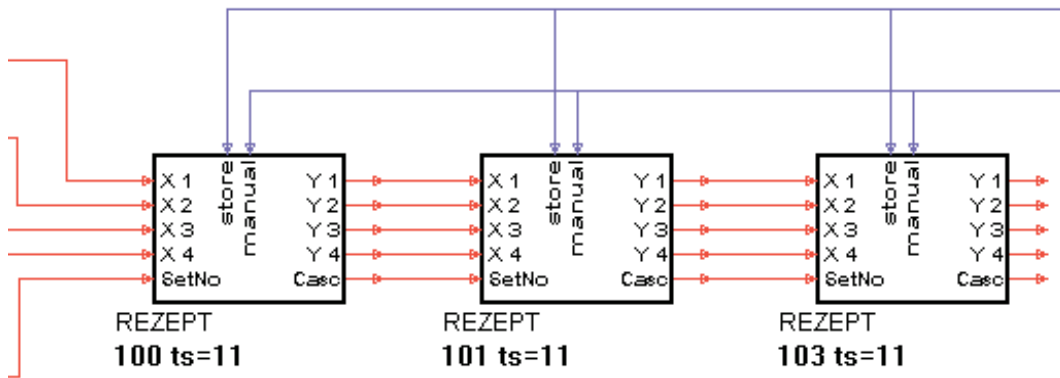 store manual store manual store manual
X 1 Y 1 X 1 Y 1 X 1 Y 1
X 2 Y 2 X 2 Y 2 X 2 Y 2
X 3 Y 3 X 3 Y 3 X 3 Y 3
X 4 Y 4 X 4 Y 4 X 4 Y 4
SetNo Casc SetNo Casc SetNo Casc
REZEPT REZEPT REZEPT
100 ts=11 101 ts=11 103 ts=11